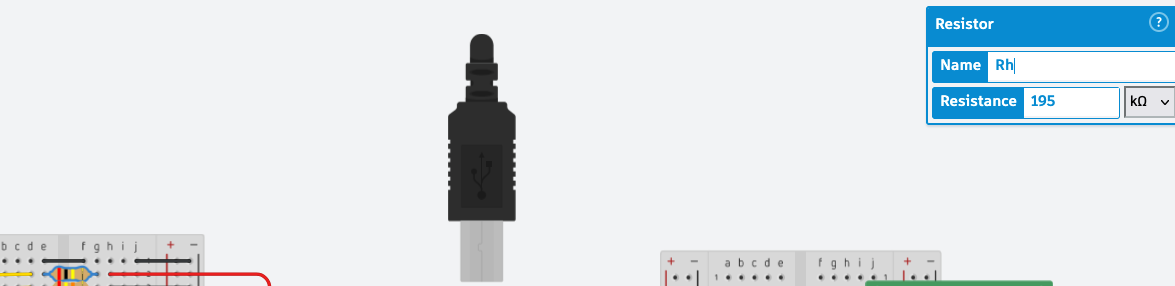 Resistor ?
Name Rh
Resistance 195 kΩ
b c d e f g h i j + −
+ − a b c d e f g h i j + −
1 1